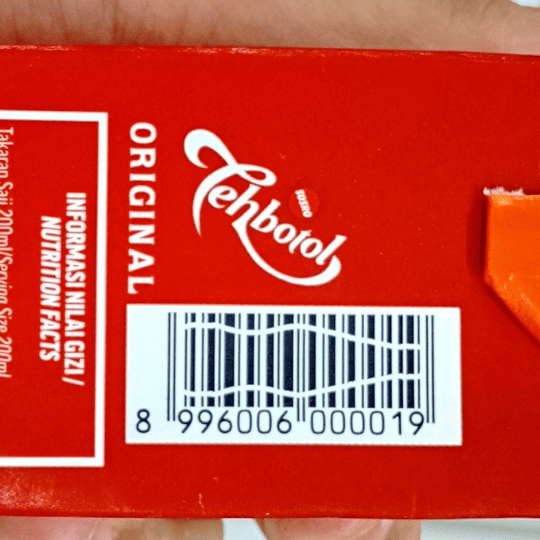 SOSRO
Tehbotol
ORIGINAL
8 996006 000019
INFORMASI NILAI GIZI /
NUTRITION FACTS
Takaran Saji 200ml/Serving Size 200ml